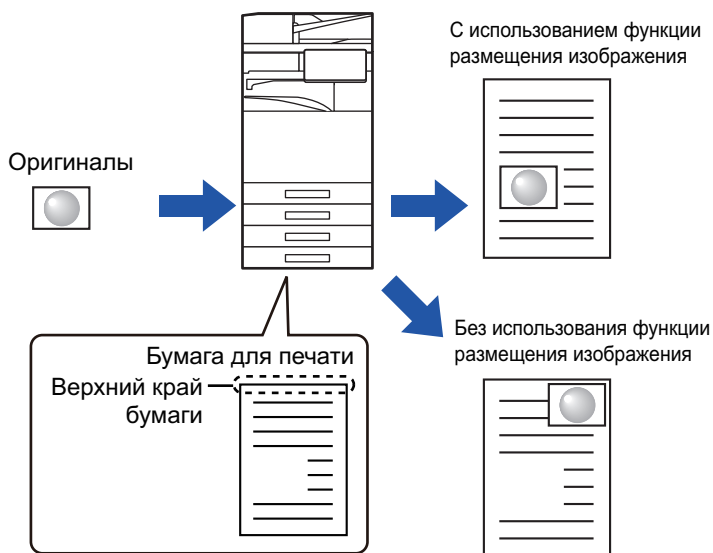 С использованием функции
размещения изображения
Оригиналы
Бумага для печати
Верхний край
бумаги
Без использования функции
размещения изображения